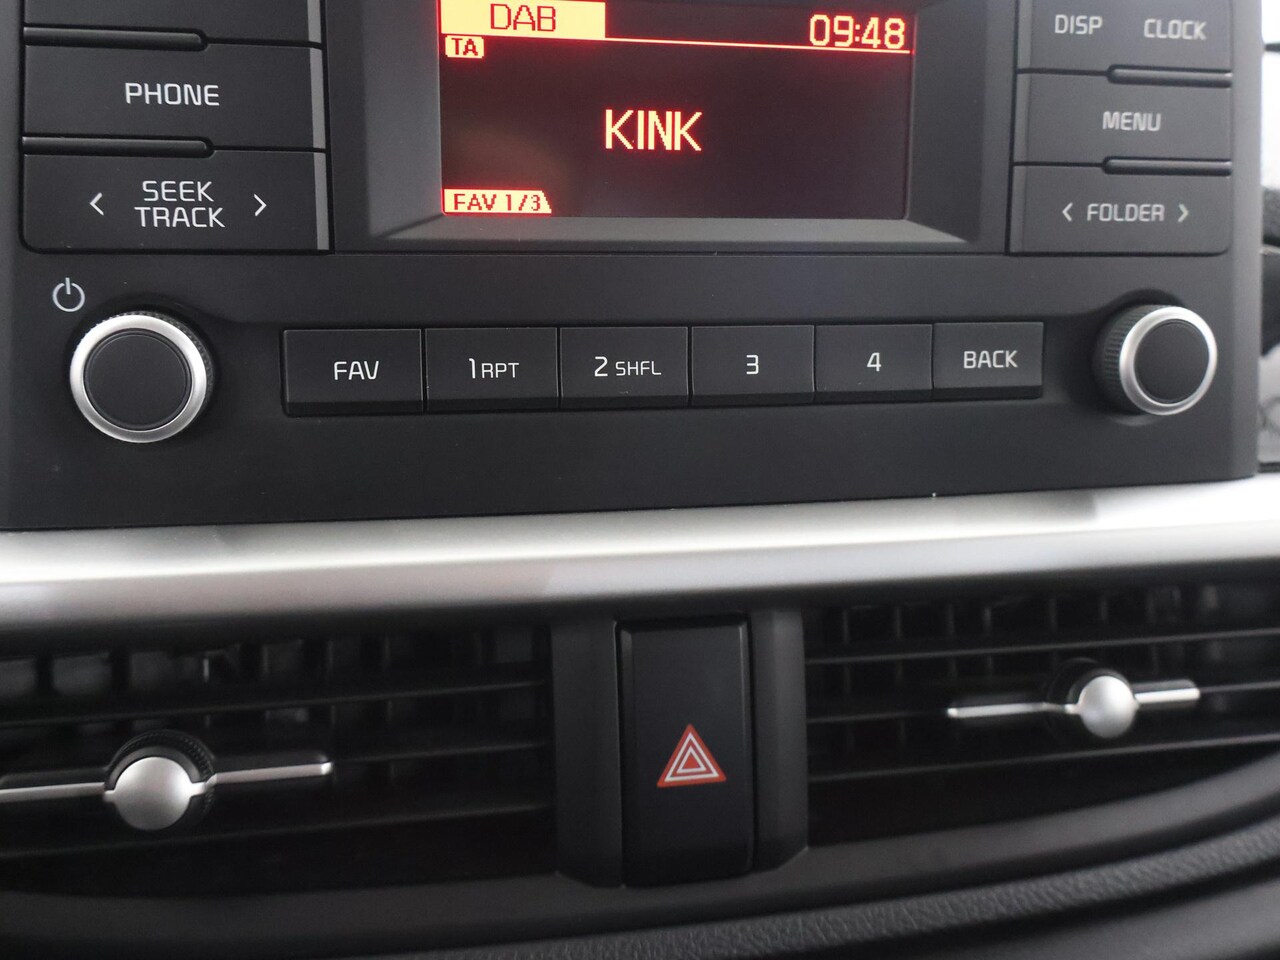 DAB
09:48
TA
KINK
FAV 1/3
DISP
CLOCK
PHONE
MENU
SEEK
TRACK
< >
< FOLDER >
FAV
1 RPT
2 SHFL
3
4
BACK